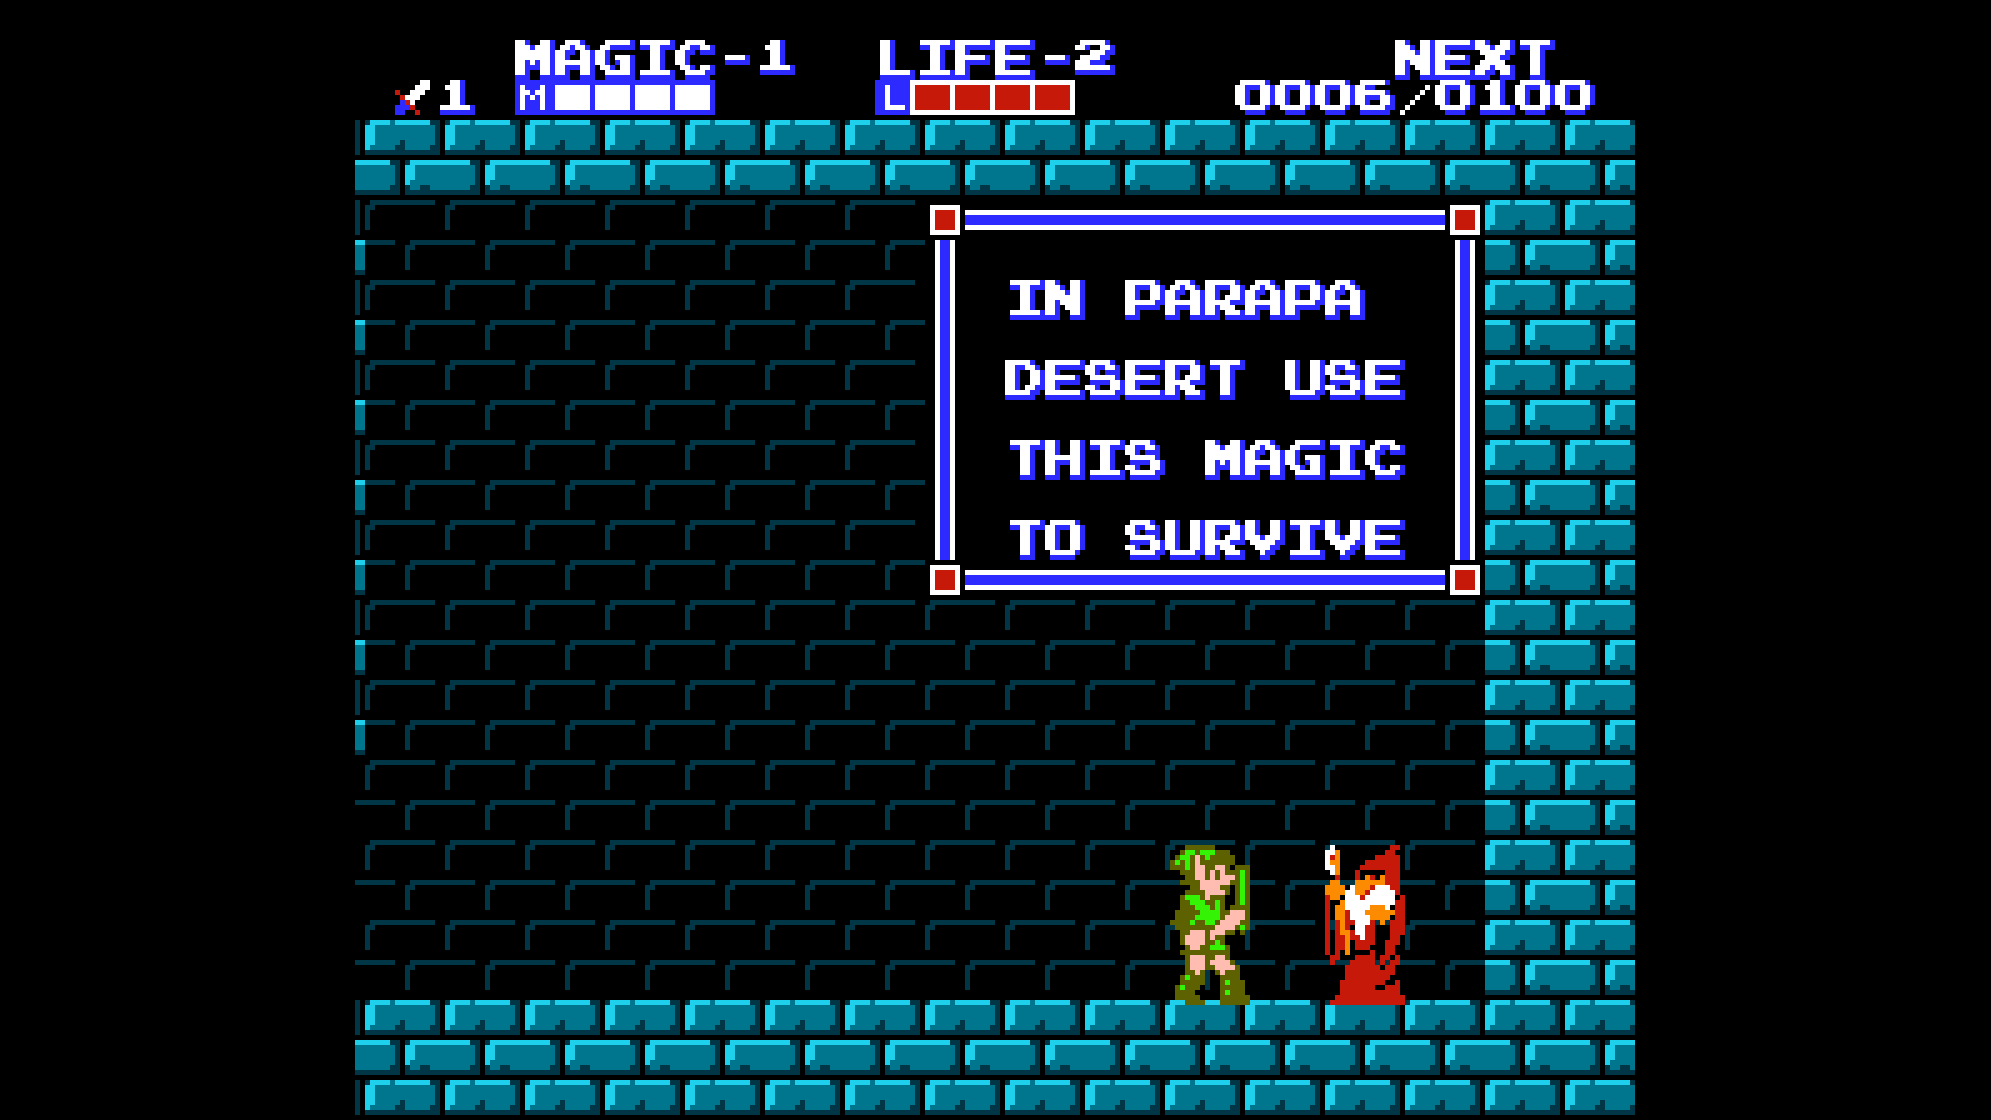 MAGIC-1 LIFE-2 NEXT
1 M L 0006/0100
IN PARAPA
DESERT USE
THIS MAGIC
TO SURVIVE